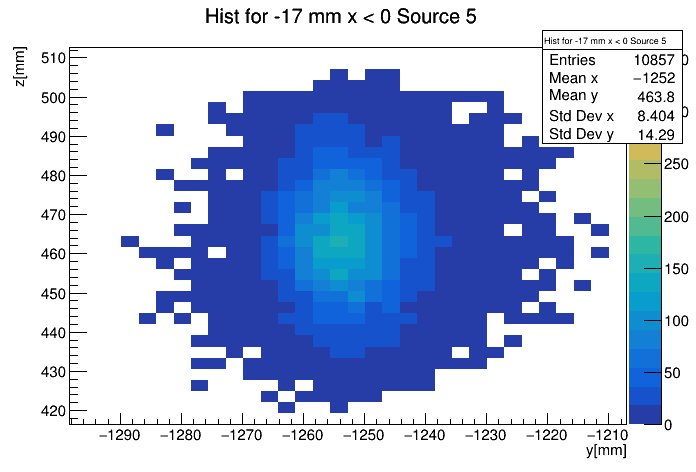 Hist for -17 mm x < 0 Source 5
z[mm]
Hist for -17 mm x < 0 Source 5
Entries 10857
Mean x −1252
Mean y 463.8
Std Dev x 8.404
Std Dev y 14.29
510
500
490
480
470
460
450
440
430
420
0
0
250
200
150
100
50
0
−1290 −1280 −1270 −1260 −1250 −1240 −1230 −1220 −1210
y[mm]